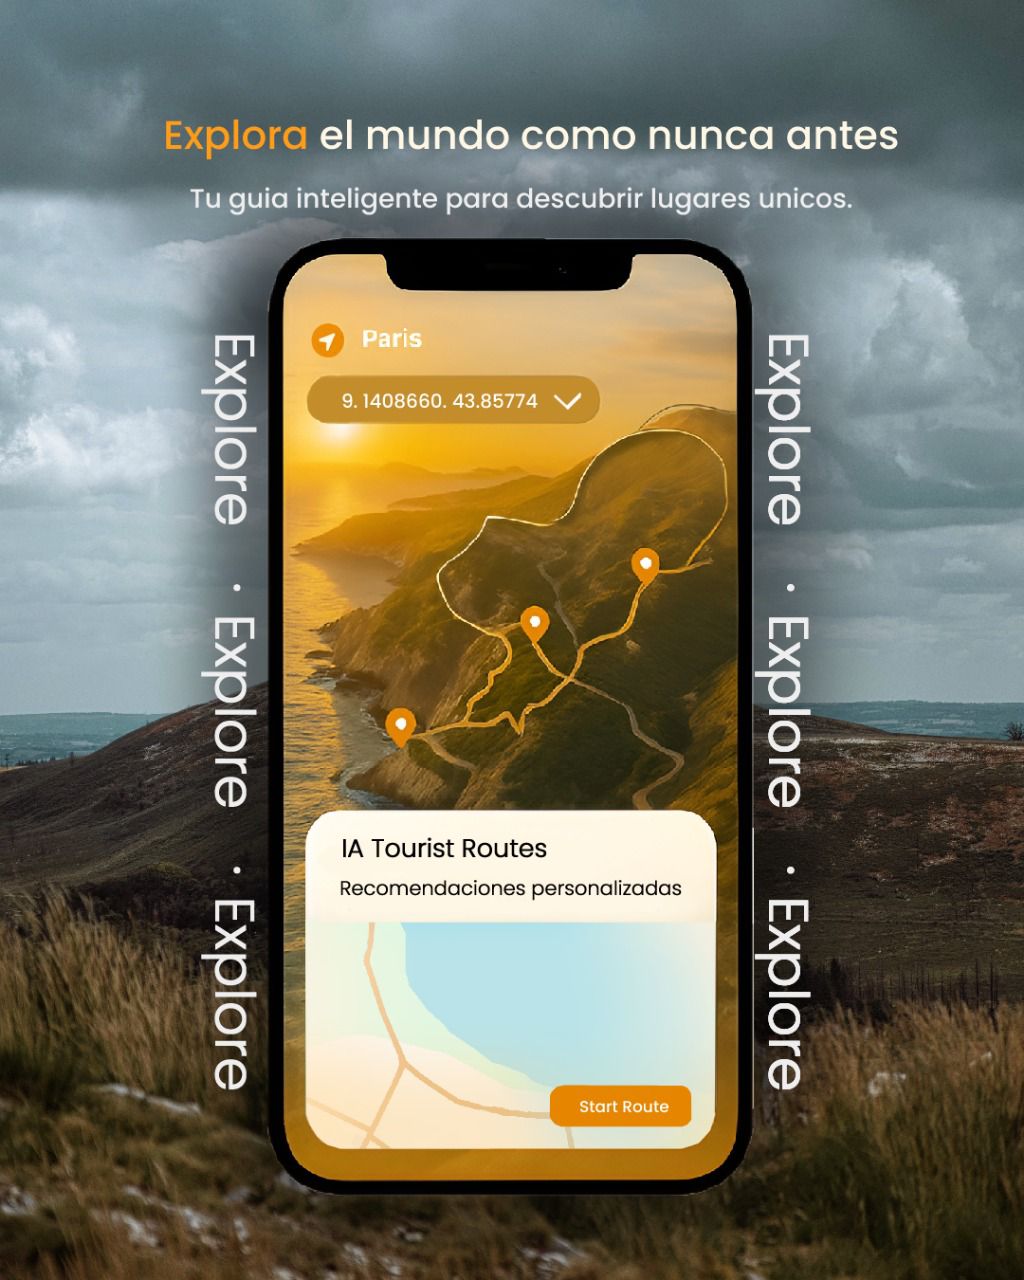 Explora el mundo como nunca antes
Tu guia inteligente para descubrir lugares unicos.
Explore · Explore · Explore
Paris
9. 1408660. 43.85774
IA Tourist Routes
Recomendaciones personalizadas
Start Route
Explore · Explore · Explore